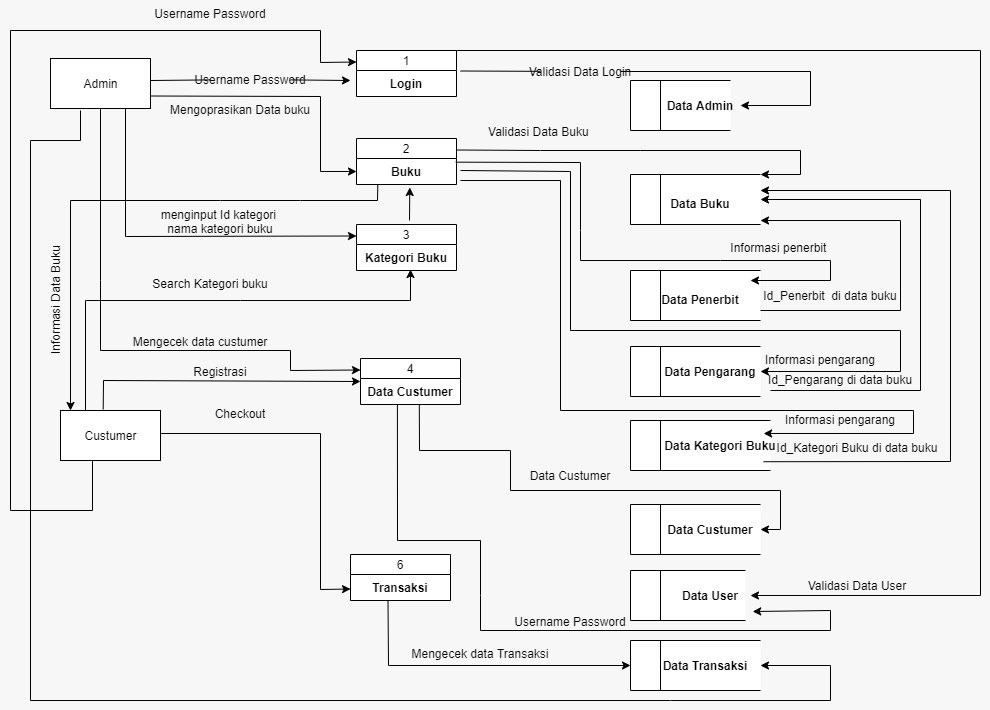 Username Password
1
Login
Admin
Username Password
Validasi Data Login
Data Admin
Mengoprasikan Data buku
2
Buku
Validasi Data Buku
Data Buku
menginput Id kategori
nama kategori buku
3
Kategori Buku
Informasi penerbit
Informasi Data Buku
Search Kategori buku
Data Penerbit
Id_Penerbit di data buku
Mengecek data custumer
4
Data Custumer
Registrasi
Informasi pengarang
Data Pengarang
Id_Pengarang di data buku
Checkout
Custumer
Informasi pengarang
Data Kategori Buku
Id_Kategori Buku di data buku
Data Custumer
Data Custumer
6
Transaksi
Validasi Data User
Data User
Username Password
Mengecek data Transaksi
Data Transaksi